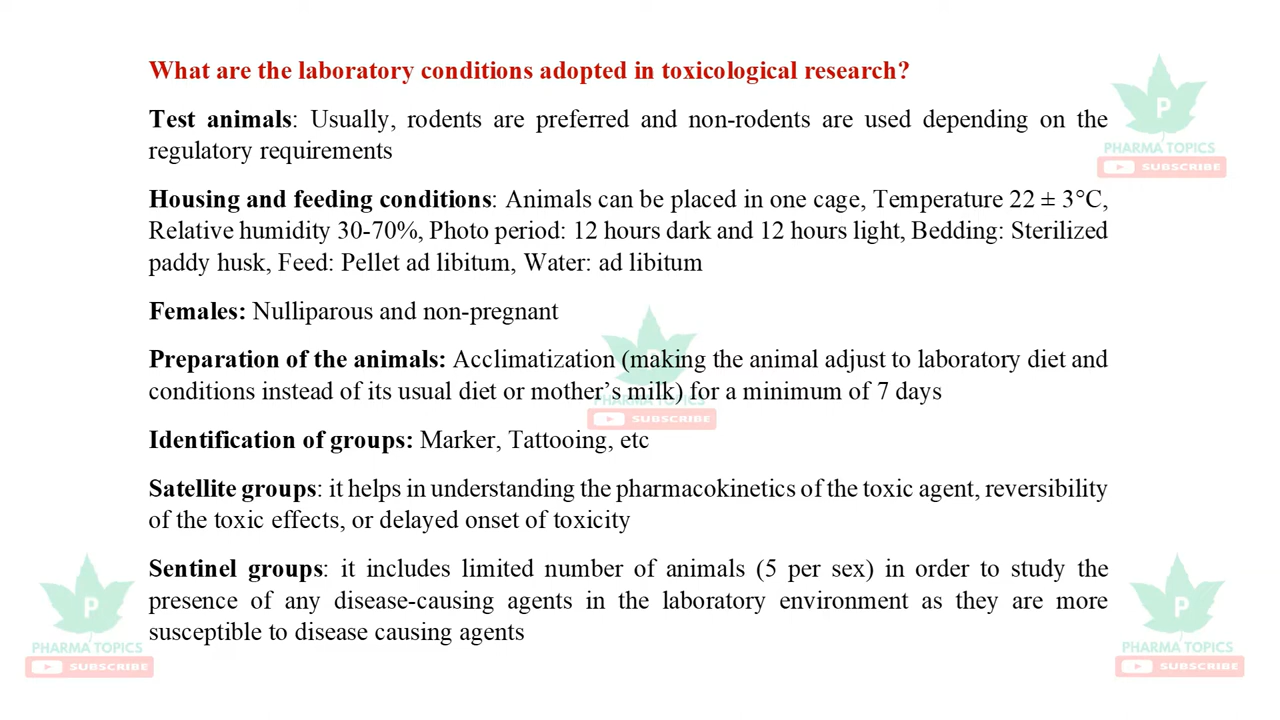 What are the laboratory conditions adopted in toxicological research?
Test animals: Usually, rodents are preferred and non-rodents are used depending on the
regulatory requirements
Housing and feeding conditions: Animals can be placed in one cage, Temperature 22 ± 3°C,
Relative humidity 30-70%, Photo period: 12 hours dark and 12 hours light, Bedding: Sterilized
paddy husk, Feed: Pellet ad libitum, Water: ad libitum
Females: Nulliparous and non-pregnant
Preparation of the animals: Acclimatization (making the animal adjust to laboratory diet and
conditions instead of its usual diet or mother’s milk) for a minimum of 7 days
Identification of groups: Marker, Tattooing, etc
Satellite groups: it helps in understanding the pharmacokinetics of the toxic agent, reversibility
of the toxic effects, or delayed onset of toxicity
Sentinel groups: it includes limited number of animals (5 per sex) in order to study the
presence of any disease-causing agents in the laboratory environment as they are more
susceptible to disease causing agents
P
PHARMA TOPICS
SUBSCRIBE
P
PHARMA TOPICS
SUBSCRIBE
P
PHARMA TOPICS
SUBSCRIBE
P
PHARMA TOPICS
SUBSCRIBE